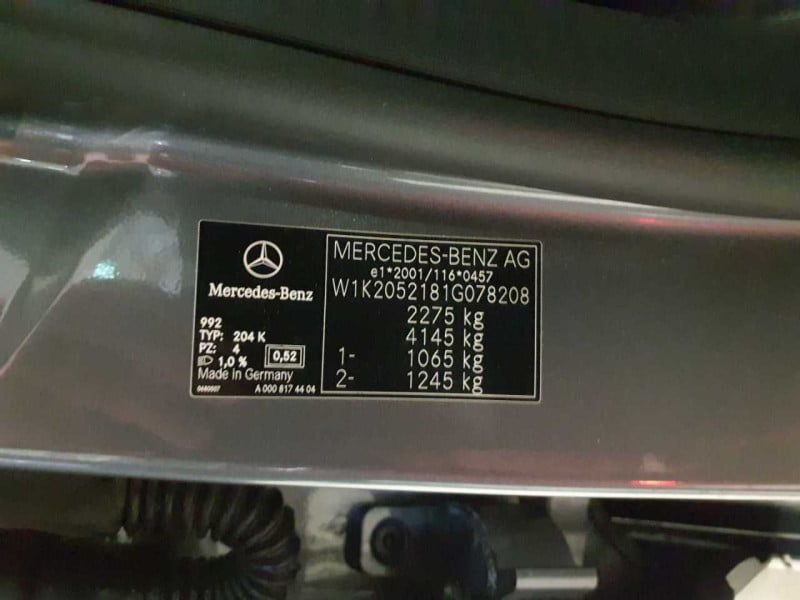 Mercedes-Benz
992
TYP: 204 K
PZ: 4
1,0 % 0,52
Made in Germany
A 000 817 44 04
MERCEDES-BENZ AG
e1*2001/116*0457
W1K2052181G078208
2275 kg
4145 kg
1- 1065 kg
2- 1245 kg